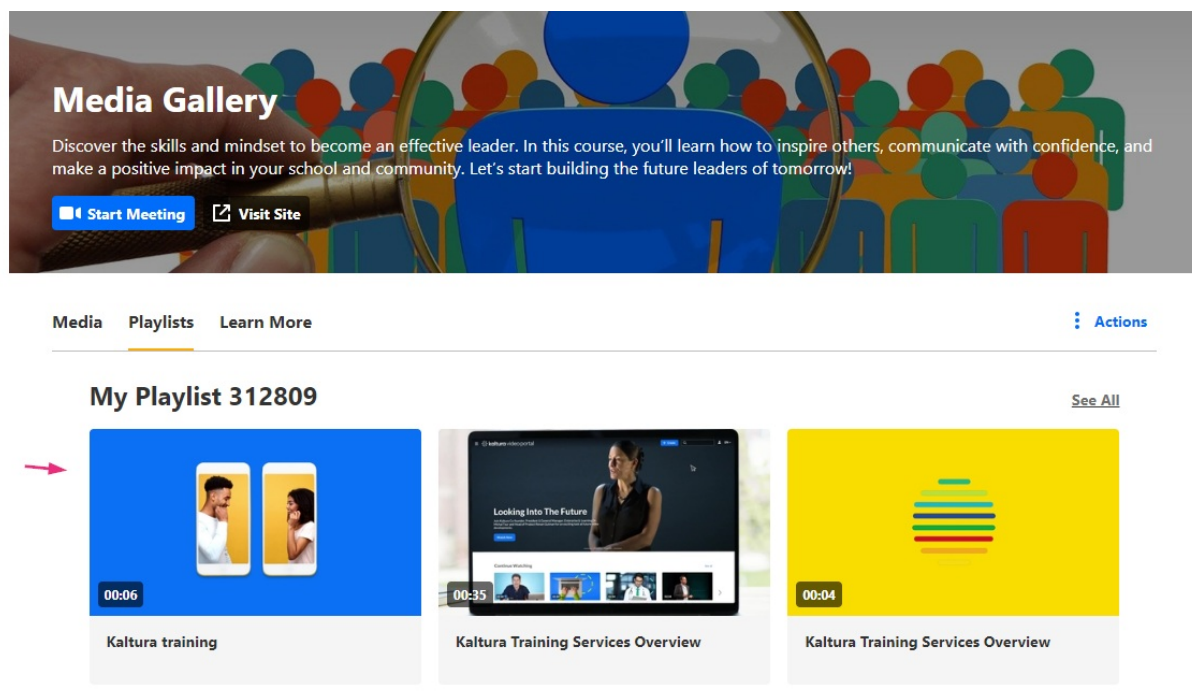 Media Gallery
Discover the skills and mindset to become an effective leader. In this course, you'll learn how to inspire others, communicate with confidence, and
make a positive impact in your school and community. Let's start building the future leaders of tomorrow!
Start Meeting Visit Site
Media Playlists Learn More Actions
My Playlist 312809 See All
kaltura videoportal
Looking Into The Future
Continue Watching
00:06 00:35 00:04
Kaltura training Kaltura Training Services Overview Kaltura Training Services Overview